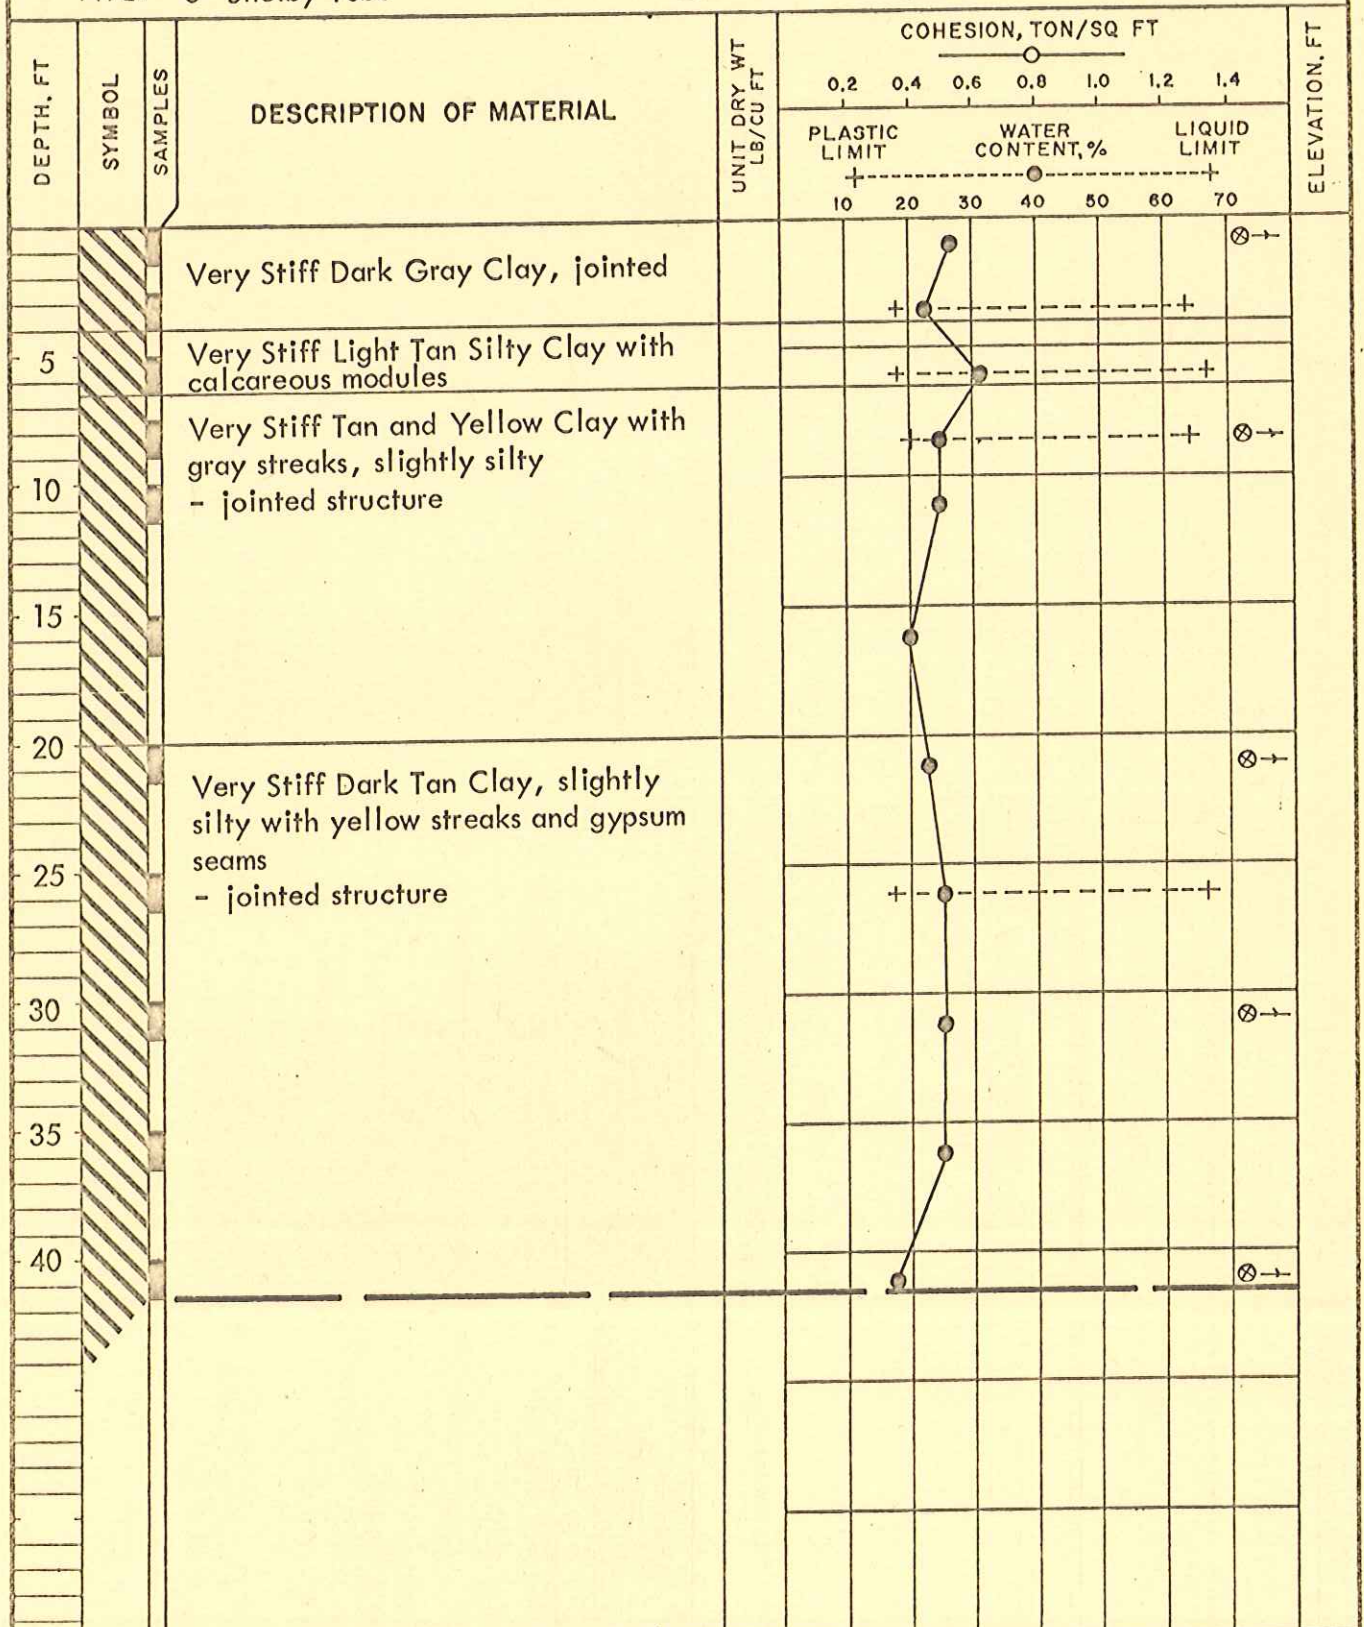 DEPTH, FT
SYMBOL
SAMPLES
DESCRIPTION OF MATERIAL
UNIT DRY WT
LB/CU FT
COHESION, TON/SQ FT
0.2 0.4 0.6 0.8 1.0 1.2 1.4
PLASTIC LIMIT
WATER CONTENT, %
LIQUID LIMIT
10 20 30 40 50 60 70
ELEVATION, FT
Very Stiff Dark Gray Clay, jointed
5
Very Stiff Light Tan Silty Clay with
calcareous modules
Very Stiff Tan and Yellow Clay with
gray streaks, slightly silty
10
- jointed structure
15
20
Very Stiff Dark Tan Clay, slightly
silty with yellow streaks and gypsum
seams
25
- jointed structure
30
35
40